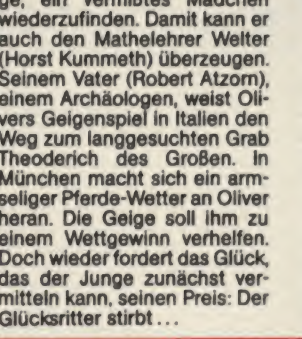 ge, ein vermißtes Mädchen
wiederzufinden. Damit kann er
auch den Mathelehrer Welter
(Horst Kummeth) überzeugen.
Seinem Vater (Robert Atzorn),
einem Archäologen, weist Oli-
vers Geigenspiel in Italien den
Weg zum langgesuchten Grab
Theoderich des Großen. In
München macht sich ein arm-
seliger Pferde-Wetter an Oliver
heran. Die Geige soll ihm zu
einem Wettgewinn verhelfen.
Doch wieder fordert das Glück,
das der Junge zunächst ver-
mitteln kann, seinen Preis: Der
Glücksritter stirbt...